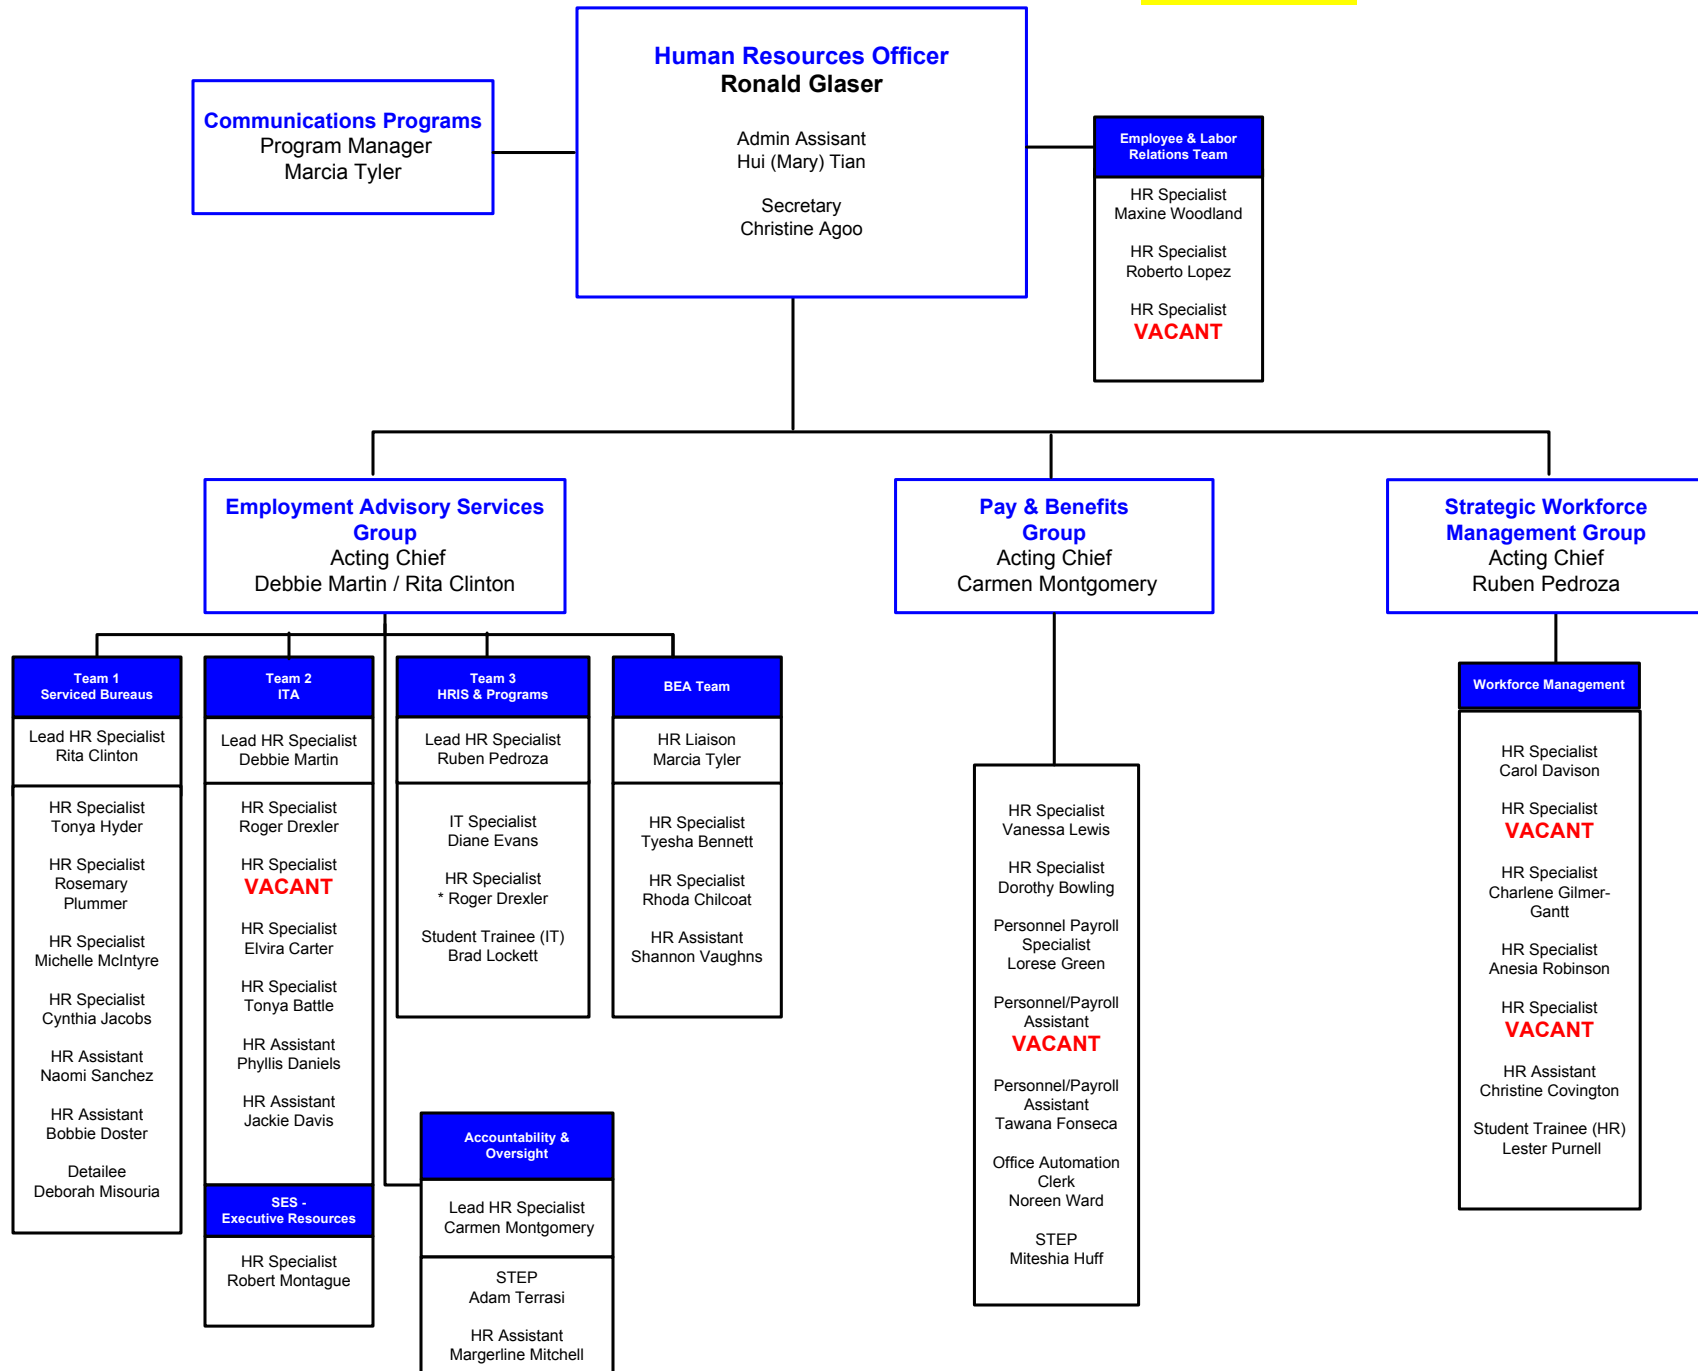 Human Resources Officer
Ronald Glaser
Admin Assisant
Hui (Mary) Tian
Secretary
Christine Agoo
Communications Programs
Program Manager
Marcia Tyler
Employee & Labor
Relations Team
HR Specialist
Maxine Woodland
HR Specialist
Roberto Lopez
HR Specialist
VACANT
Employment Advisory Services
Group
Acting Chief
Debbie Martin / Rita Clinton
Pay & Benefits
Group
Acting Chief
Carmen Montgomery
Strategic Workforce
Management Group
Acting Chief
Ruben Pedroza
Team 1
Serviced Bureaus
Lead HR Specialist
Rita Clinton
HR Specialist
Tonya Hyder
HR Specialist
Rosemary
Plummer
HR Specialist
Michelle McIntyre
HR Specialist
Cynthia Jacobs
HR Assistant
Naomi Sanchez
HR Assistant
Bobbie Doster
Detailee
Deborah Misouria
Team 2
ITA
Lead HR Specialist
Debbie Martin
HR Specialist
Roger Drexler
HR Specialist
VACANT
HR Specialist
Elvira Carter
HR Specialist
Tonya Battle
HR Assistant
Phyllis Daniels
HR Assistant
Jackie Davis
SES -
Executive Resources
HR Specialist
Robert Montague
Team 3
HRIS & Programs
Lead HR Specialist
Ruben Pedroza
IT Specialist
Diane Evans
HR Specialist
* Roger Drexler
Student Trainee (IT)
Brad Lockett
BEA Team
HR Liaison
Marcia Tyler
HR Specialist
Tyesha Bennett
HR Specialist
Rhoda Chilcoat
HR Assistant
Shannon Vaughns
Accountability &
Oversight
Lead HR Specialist
Carmen Montgomery
STEP
Adam Terrasi
HR Assistant
Margerline Mitchell
HR Specialist
Vanessa Lewis
HR Specialist
Dorothy Bowling
Personnel Payroll
Specialist
Lorese Green
Personnel/Payroll
Assistant
VACANT
Personnel/Payroll
Assistant
Tawana Fonseca
Office Automation
Clerk
Noreen Ward
STEP
Miteshia Huff
Workforce Management
HR Specialist
Carol Davison
HR Specialist
VACANT
HR Specialist
Charlene Gilmer-
Gantt
HR Specialist
Anesia Robinson
HR Specialist
VACANT
HR Assistant
Christine Covington
Student Trainee (HR)
Lester Purnell